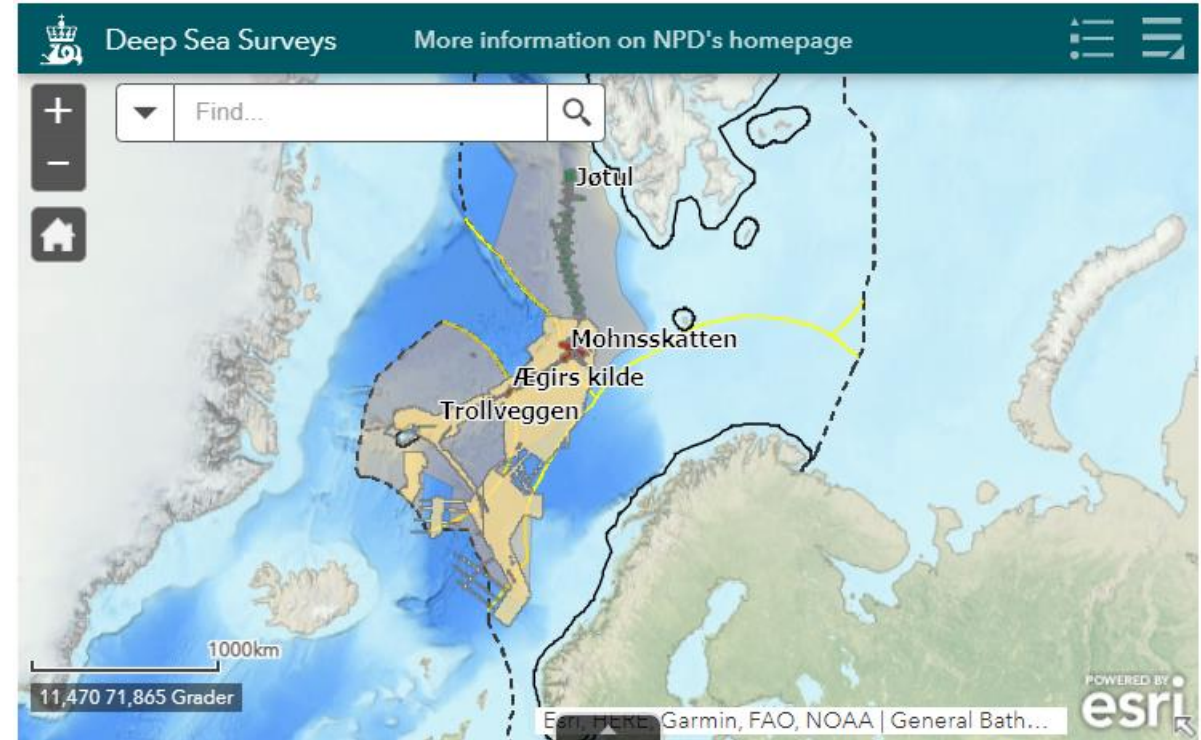 Deep Sea Surveys More information on NPD's homepage
+ Find...
−
Jøtul
Mohnsskatten
Ægirs kilde
Trollveggen
1000km
11,470 71,865 Grader
POWERED BY
esri
Esri, HERE, Garmin, FAO, NOAA | General Bath...